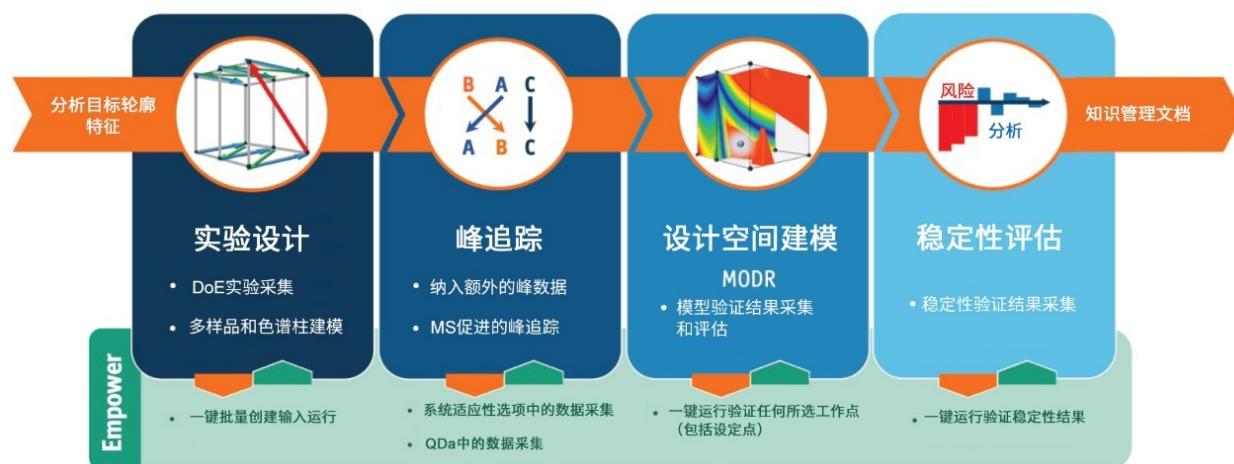 分析目标轮廓
特征
B A C
A B C
风险
分析
知识管理文档
实验设计
• DoE实验采集
• 多样品和色谱柱建模
峰追踪
• 纳入额外的峰数据
• MS促进的峰追踪
设计空间建模
MODR
• 模型验证结果采集
和评估
稳定性评估
• 稳定性验证结果采集
Empower
• 一键批量创建输入运行
• 系统适应性选项中的数据采集
• QDa中的数据采集
• 一键运行验证任何所选工作点
（包括设定点）
• 一键运行验证稳定性结果